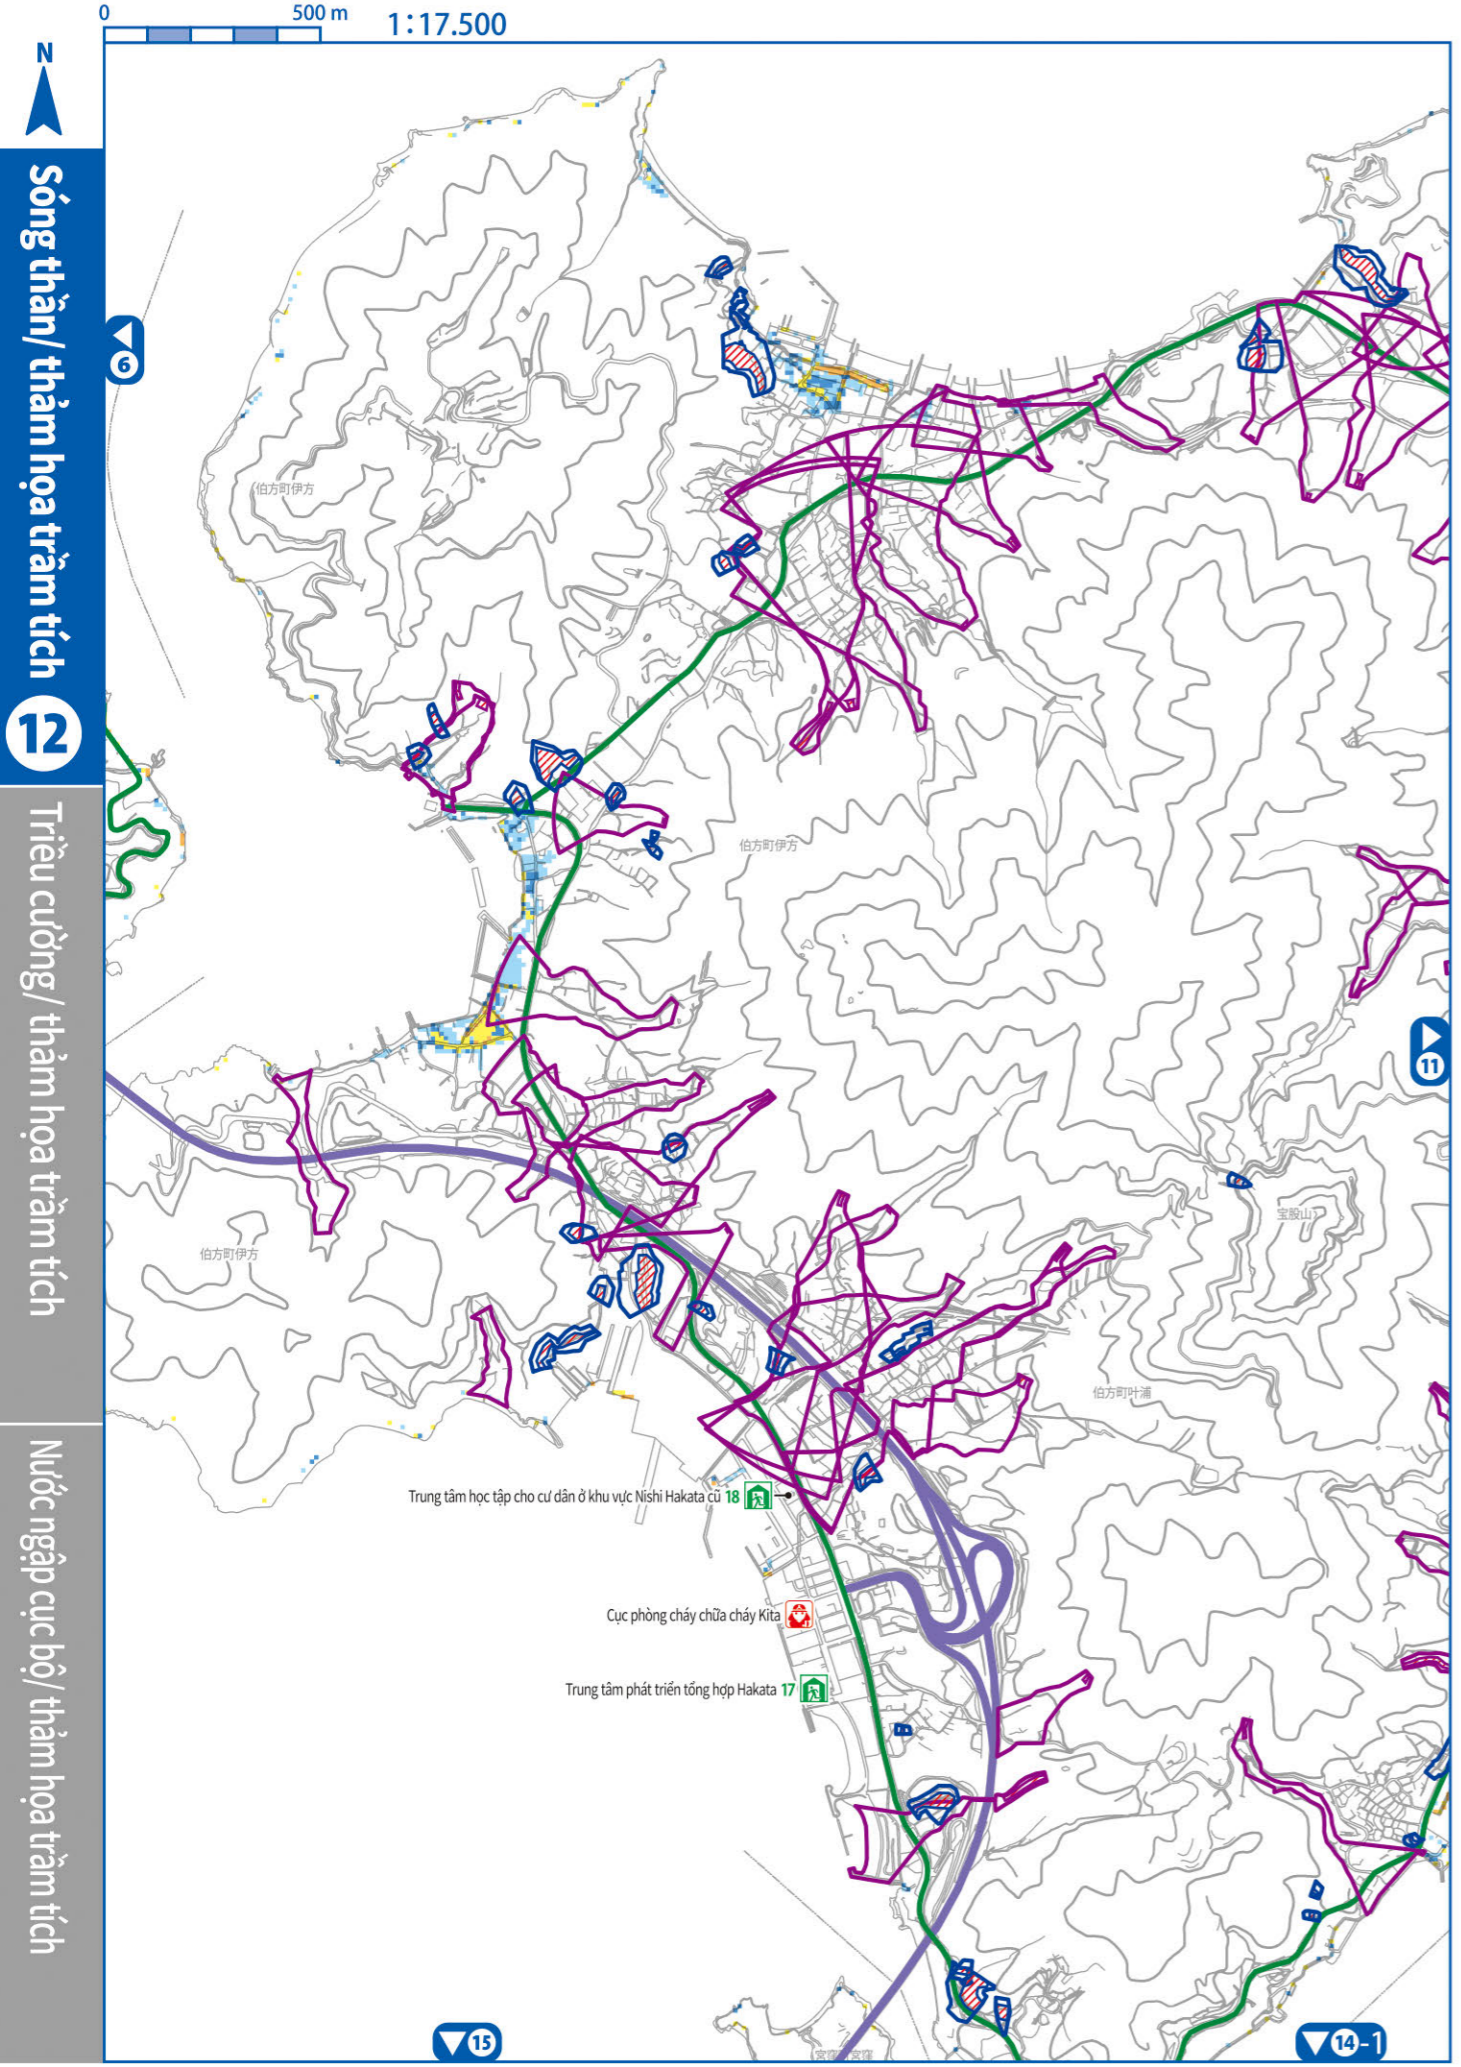 0
500 m
1:17.500
N
Sóng thần/ thảm họa trầm tích
12
Triều cường/ thảm họa trầm tích
Nước ngập cục bộ/ thảm họa trầm tích
6
伯方町伊方
伯方町伊方
11
宝股山
伯方町伊方
伯方町叶浦
Trung tâm học tập cho cư dân ở khu vực Nishi Hakata cũ 18
Cục phòng cháy chữa cháy Kita
Trung tâm phát triển tổng hợp Hakata 17
15
14-1